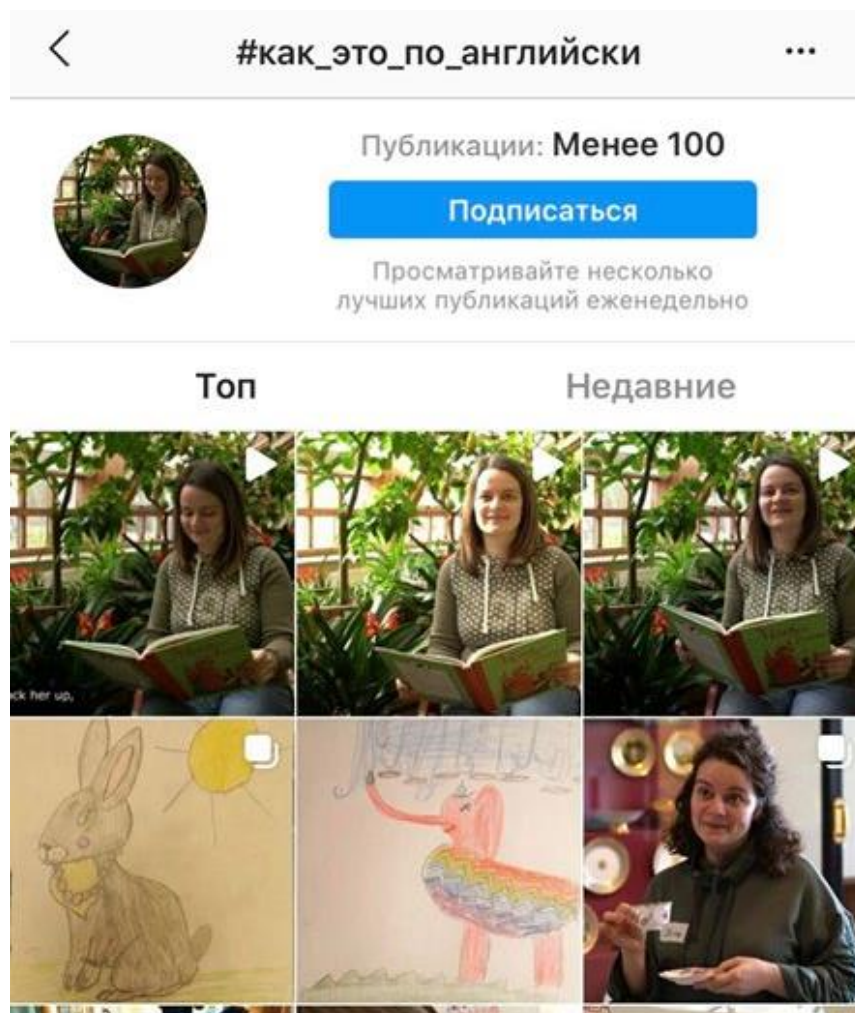 #как_это_по_английски
Публикации: Менее 100
Подписаться
Просматривайте несколько
лучших публикаций еженедельно
Топ
Недавние
ck her up,